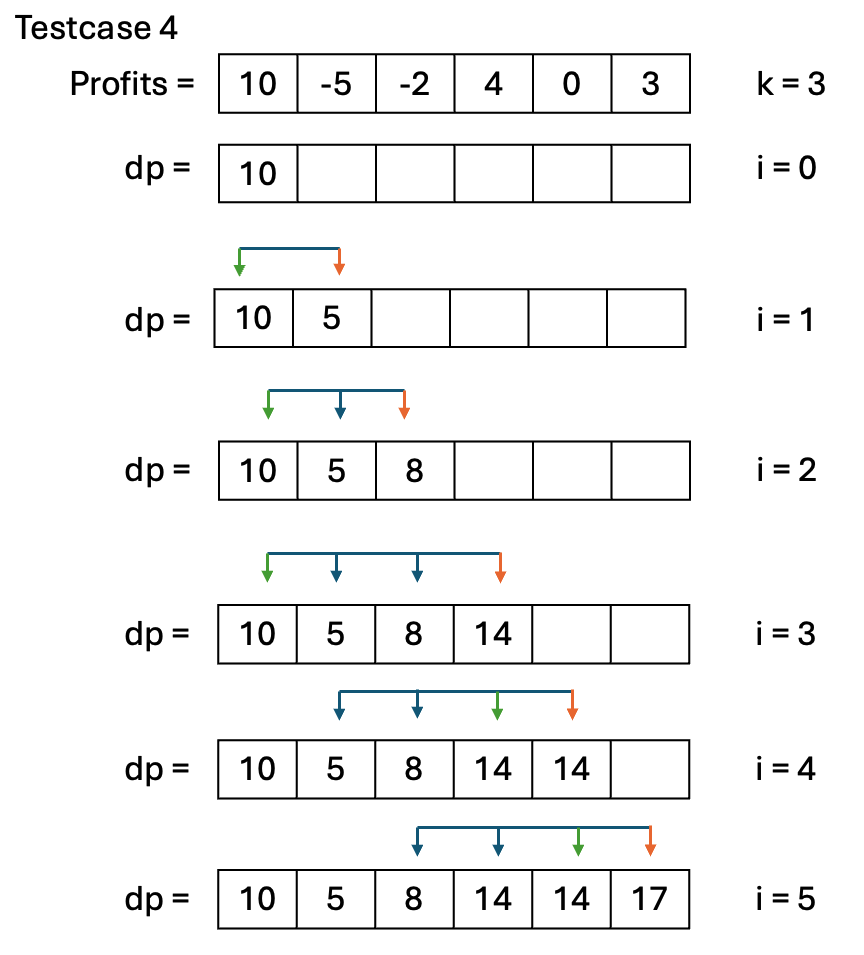 Testcase 4
Profits = 10 -5 -2 4 0 3 k = 3
dp = 10 i = 0
dp = 10 5 i = 1
dp = 10 5 8 i = 2
dp = 10 5 8 14 i = 3
dp = 10 5 8 14 14 i = 4
dp = 10 5 8 14 14 17 i = 5